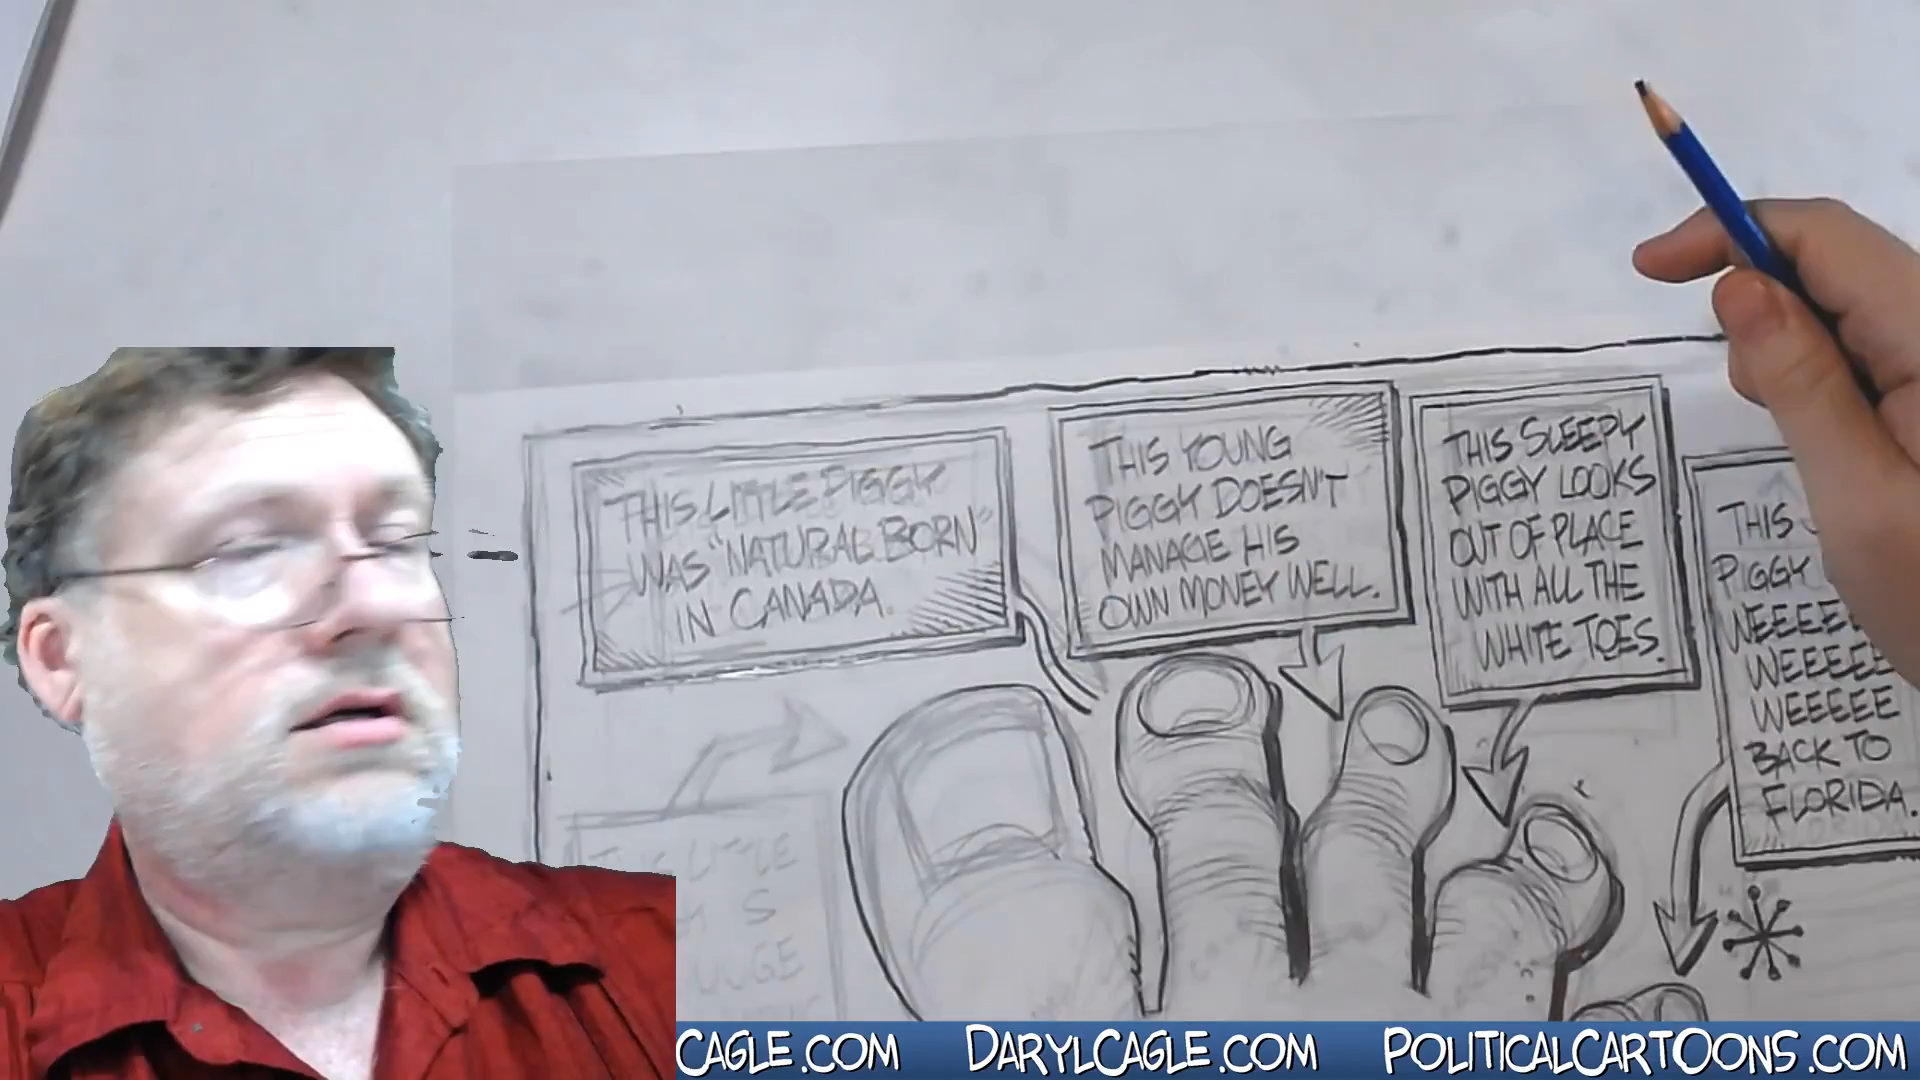 THIS LITTLE PIGGY
WAS "NATURAL BORN"
IN CANADA.
THIS YOUNG
PIGGY DOESN'T
MANAGE HIS
OWN MONEY WELL.
THIS SLEEPY
PIGGY LOOKS
OUT OF PLACE
WITH ALL THE
WHITE TOES.
THIS
PIGGY
WEEEE
WEEEEE
WEEEEE
BACK TO
FLORIDA.
LITTLE
S
CAGLE.COM DARYLCAGLE.COM POLITICALCARTOONS.COM